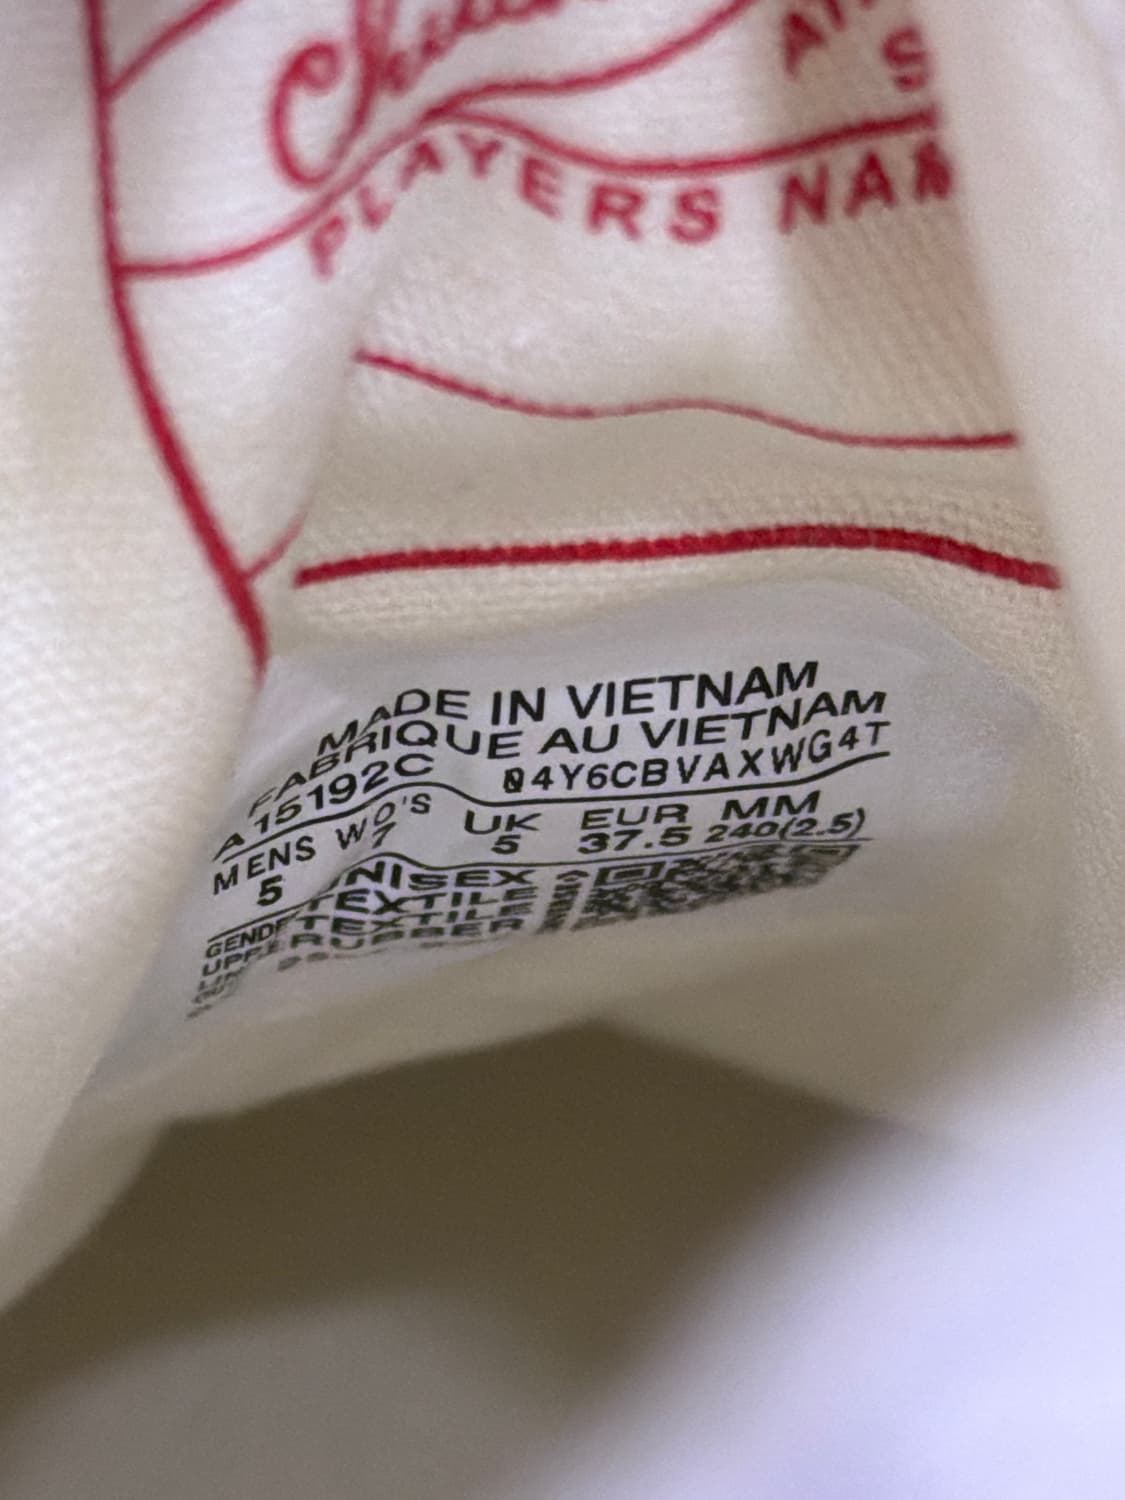 Chuck
PLAYERS NAM
MADE IN VIETNAM
FABRIQUE AU VIETNAM
A15192C 04Y6CBVAXWG4T
MENS WO'S UK EUR MM
5 7 5 37.5 240(2.5)
UNISEX
TEXTILE
TEXTILE
RUBBER